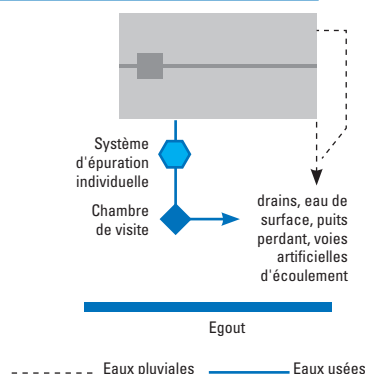 Système
d'épuration
individuelle
Chambre
de visite
drains, eau de
surface, puits
perdant, voies
artificielles
d'écoulement
Egout
Eaux pluviales
Eaux usées